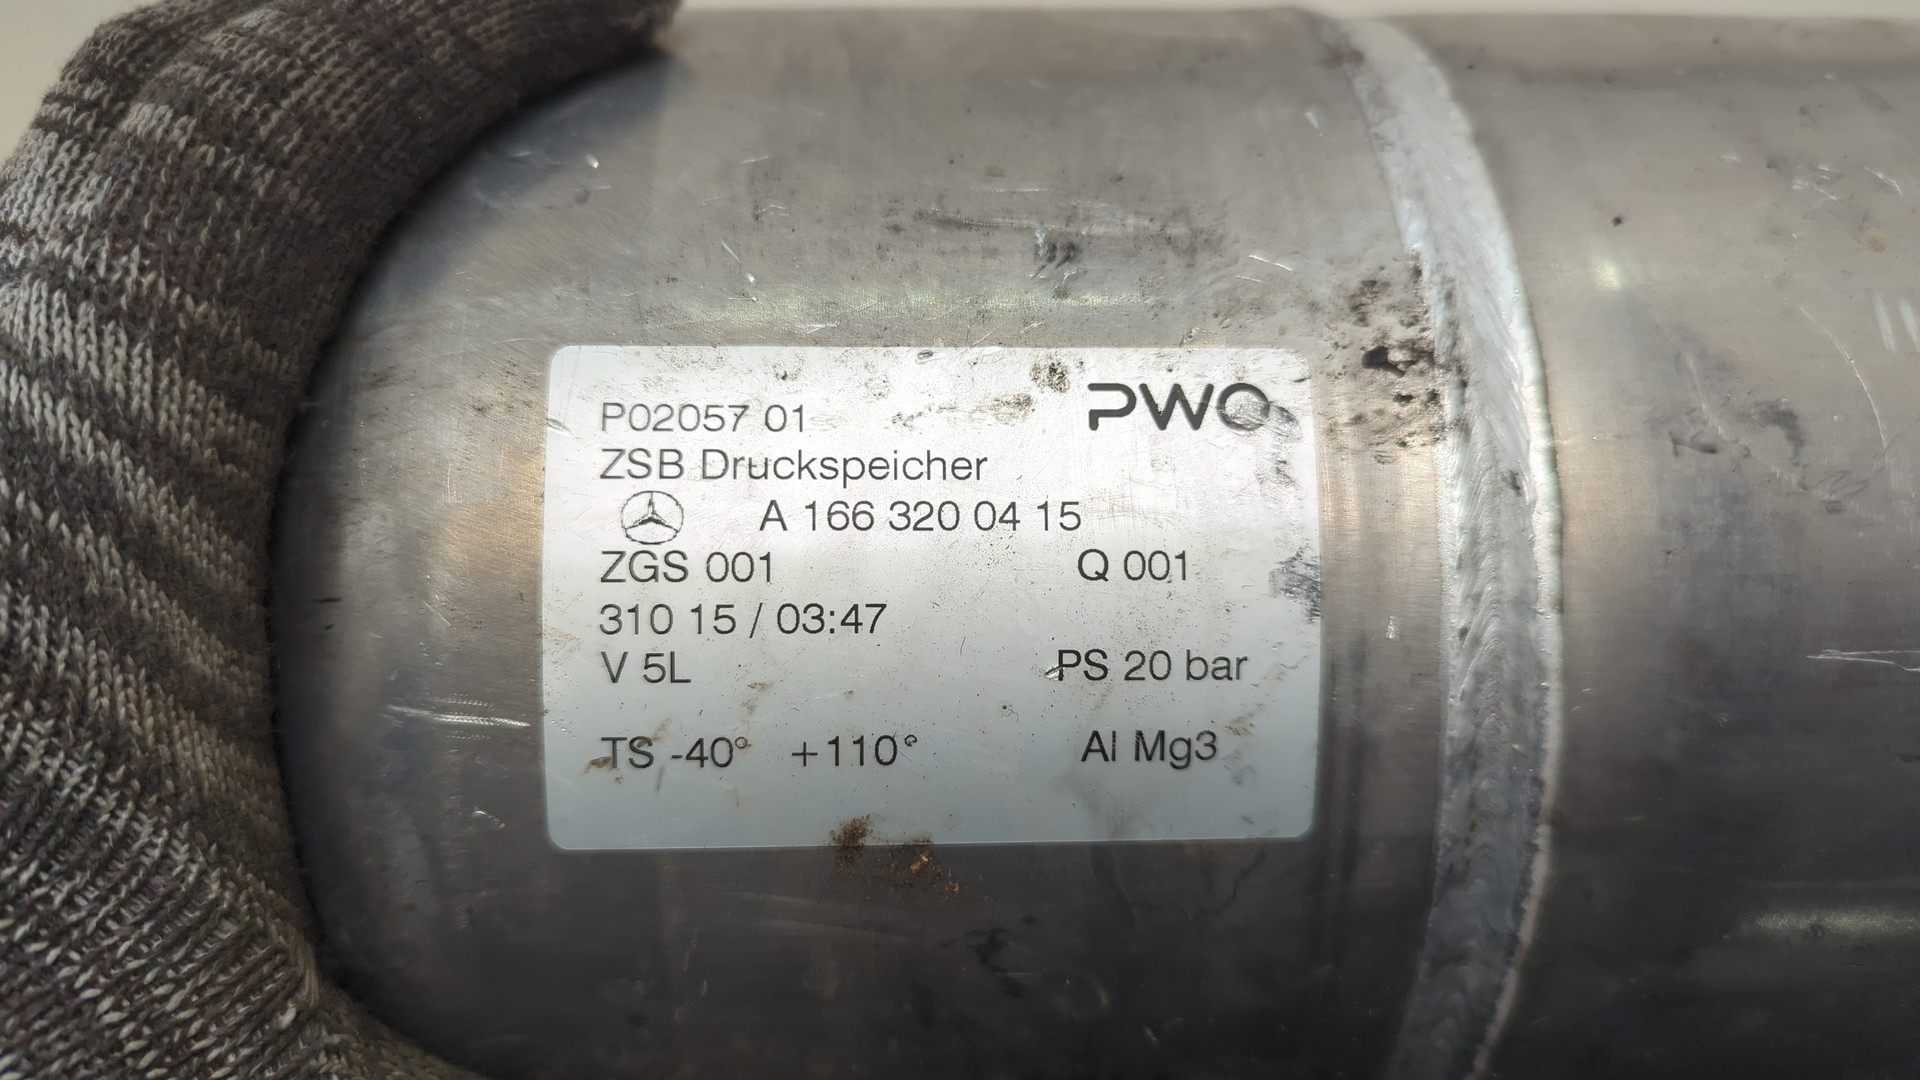 PWO
P02057 01
ZSB Druckspeicher
A 166 320 04 15
ZGS 001 Q 001
310 15 / 03:47
V 5L PS 20 bar
TS -40° +110° Al Mg3